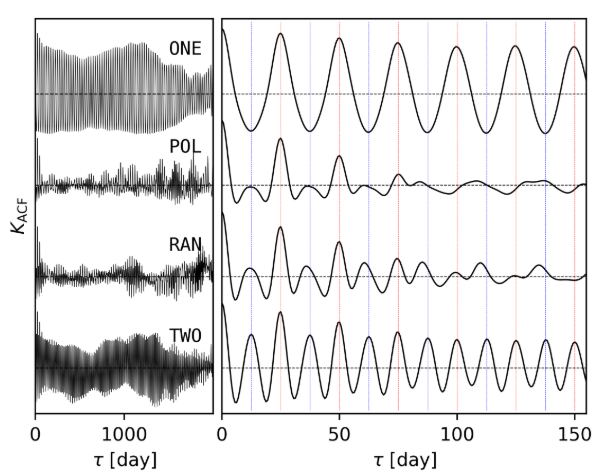 ONE
POL
RAN
TWO
K_ACF
0 1000
τ [day]
0 50 100 150
τ [day]